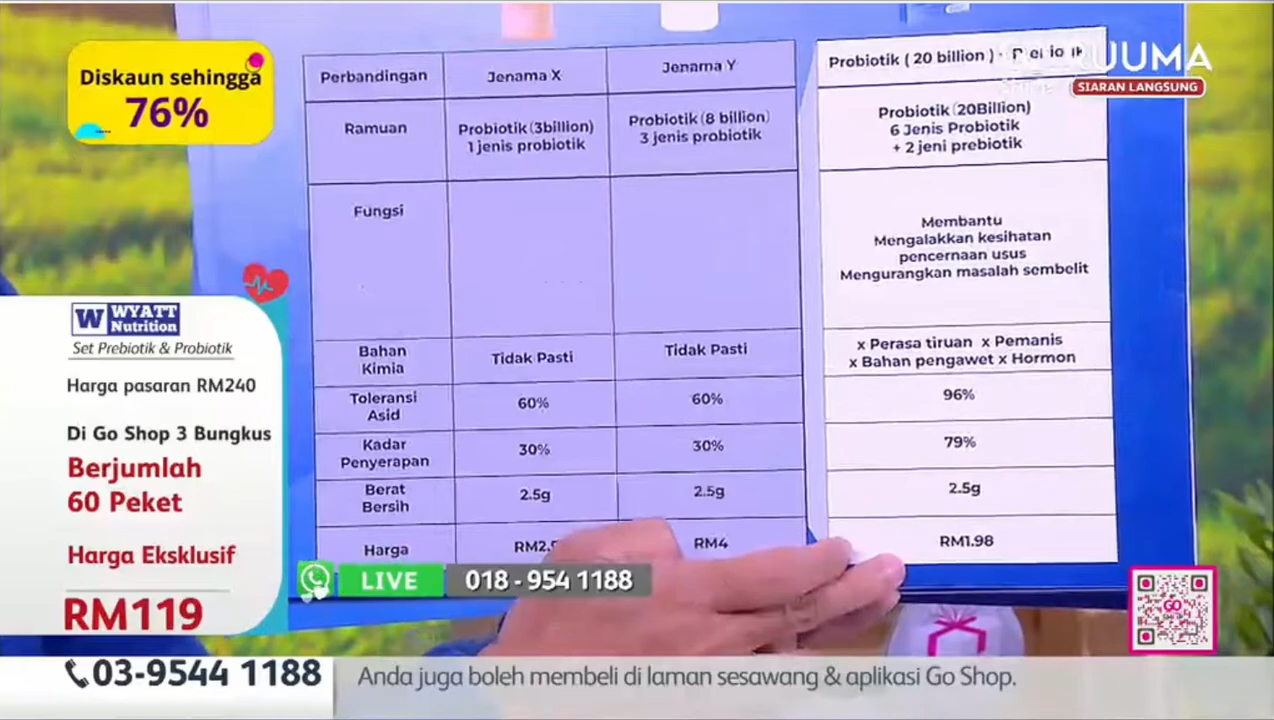 Diskaun sehingga
76%
SIARAN LANGSUNG
Perbandingan
Jenama X
Jenama Y
Probiotik ( 20 billion )
Ramuan
Probiotik (3billion)
1 jenis probiotik
Probiotik (8 billion)
3 jenis probiotik
Probiotik (20Billion)
6 Jenis Probiotik
+ 2 jeni prebiotik
Fungsi
Membantu
Mengalakkan kesihatan
pencernaan usus
Mengurangkan masalah sembelit
Bahan
Kimia
Tidak Pasti
Tidak Pasti
x Perasa tiruan x Pemanis
x Bahan pengawet x Hormon
Toleransi
Asid
60%
60%
96%
Kadar
Penyerapan
30%
30%
79%
Berat
Bersih
2.5g
2.5g
2.5g
Harga
RM4
RM1.98
W WYATT
Nutrition
Set Prebiotik & Probiotik
Harga pasaran RM240
Di Go Shop 3 Bungkus
Berjumlah
60 Peket
Harga Eksklusif
RM119
LIVE 018 - 954 1188
GO
03-9544 1188
Anda juga boleh membeli di laman sesawang & aplikasi Go Shop.